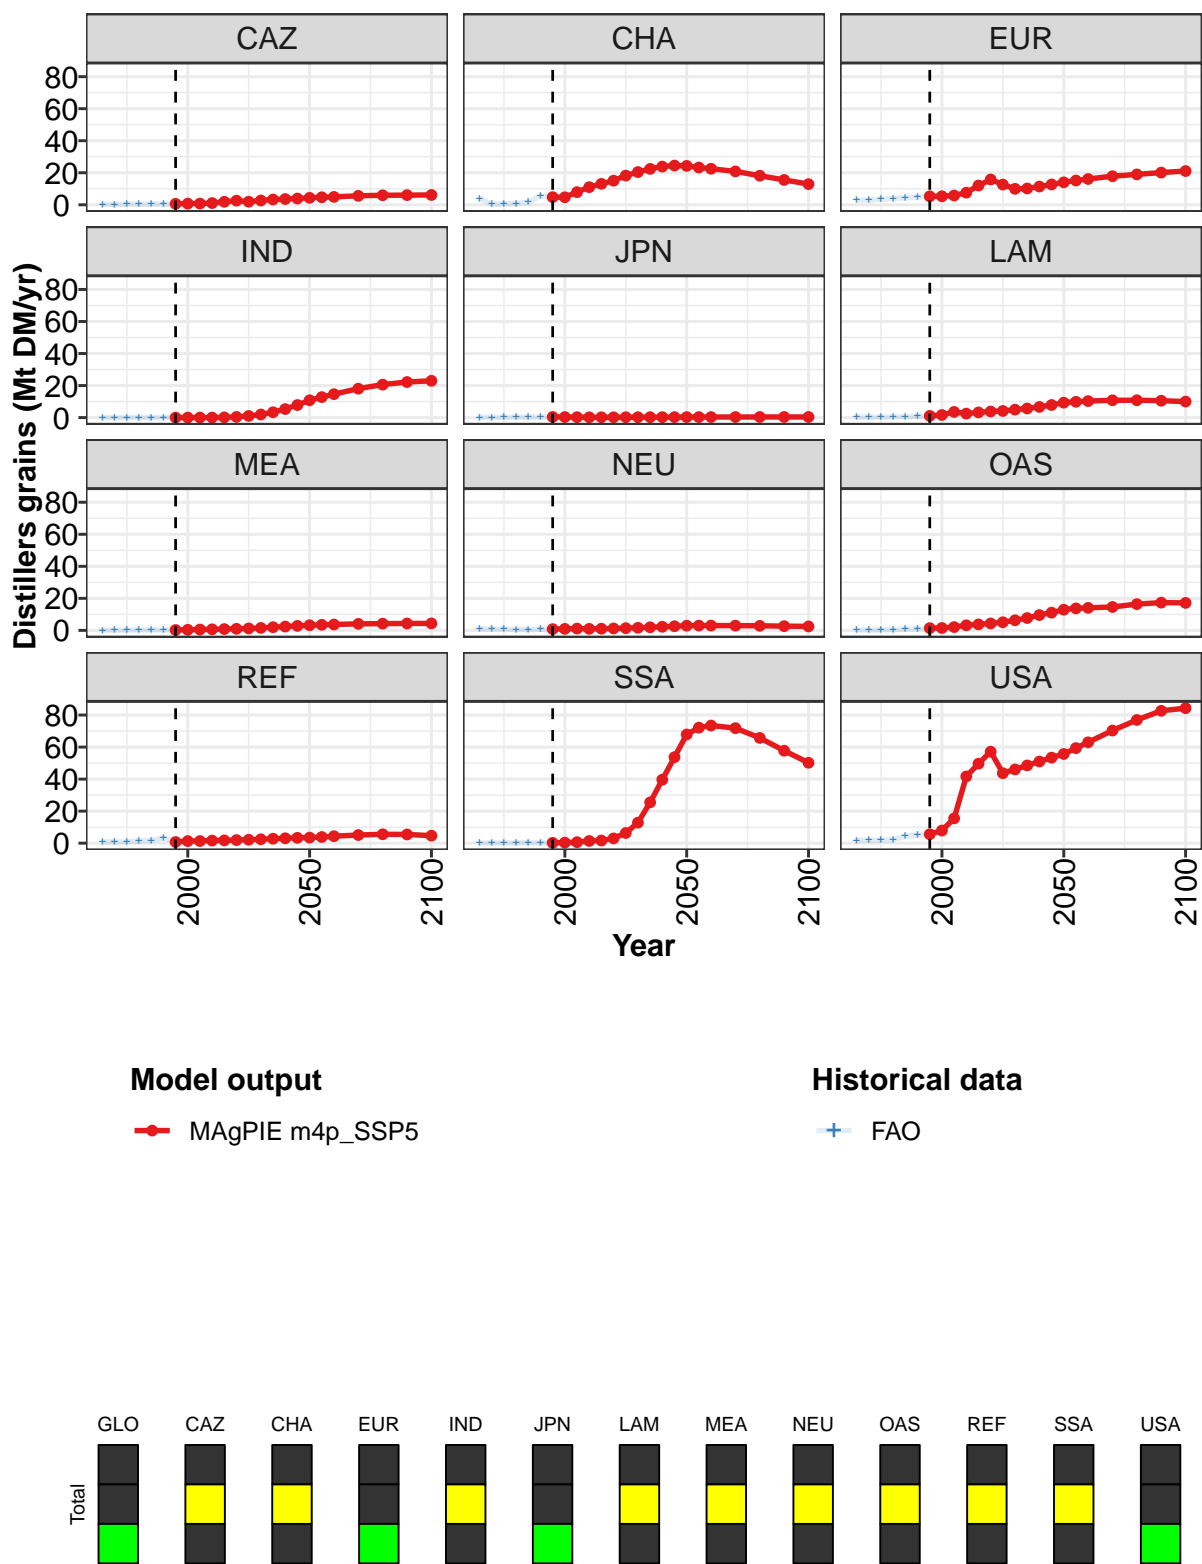 CAZ CHA EUR
80
60
40
20
0
IND JPN LAM
80
60
40
20
0
MEA NEU OAS
80
60
40
20
0
REF SSA USA
80
60
40
20
0
Distillers grains (Mt DM/yr)
2000 2050 2100 2000 2050 2100 2000 2050 2100
Year
Model output Historical data
MAgPIE m4p_SSP5 FAO
GLO CAZ CHA EUR IND JPN LAM MEA NEU OAS REF SSA USA
Total